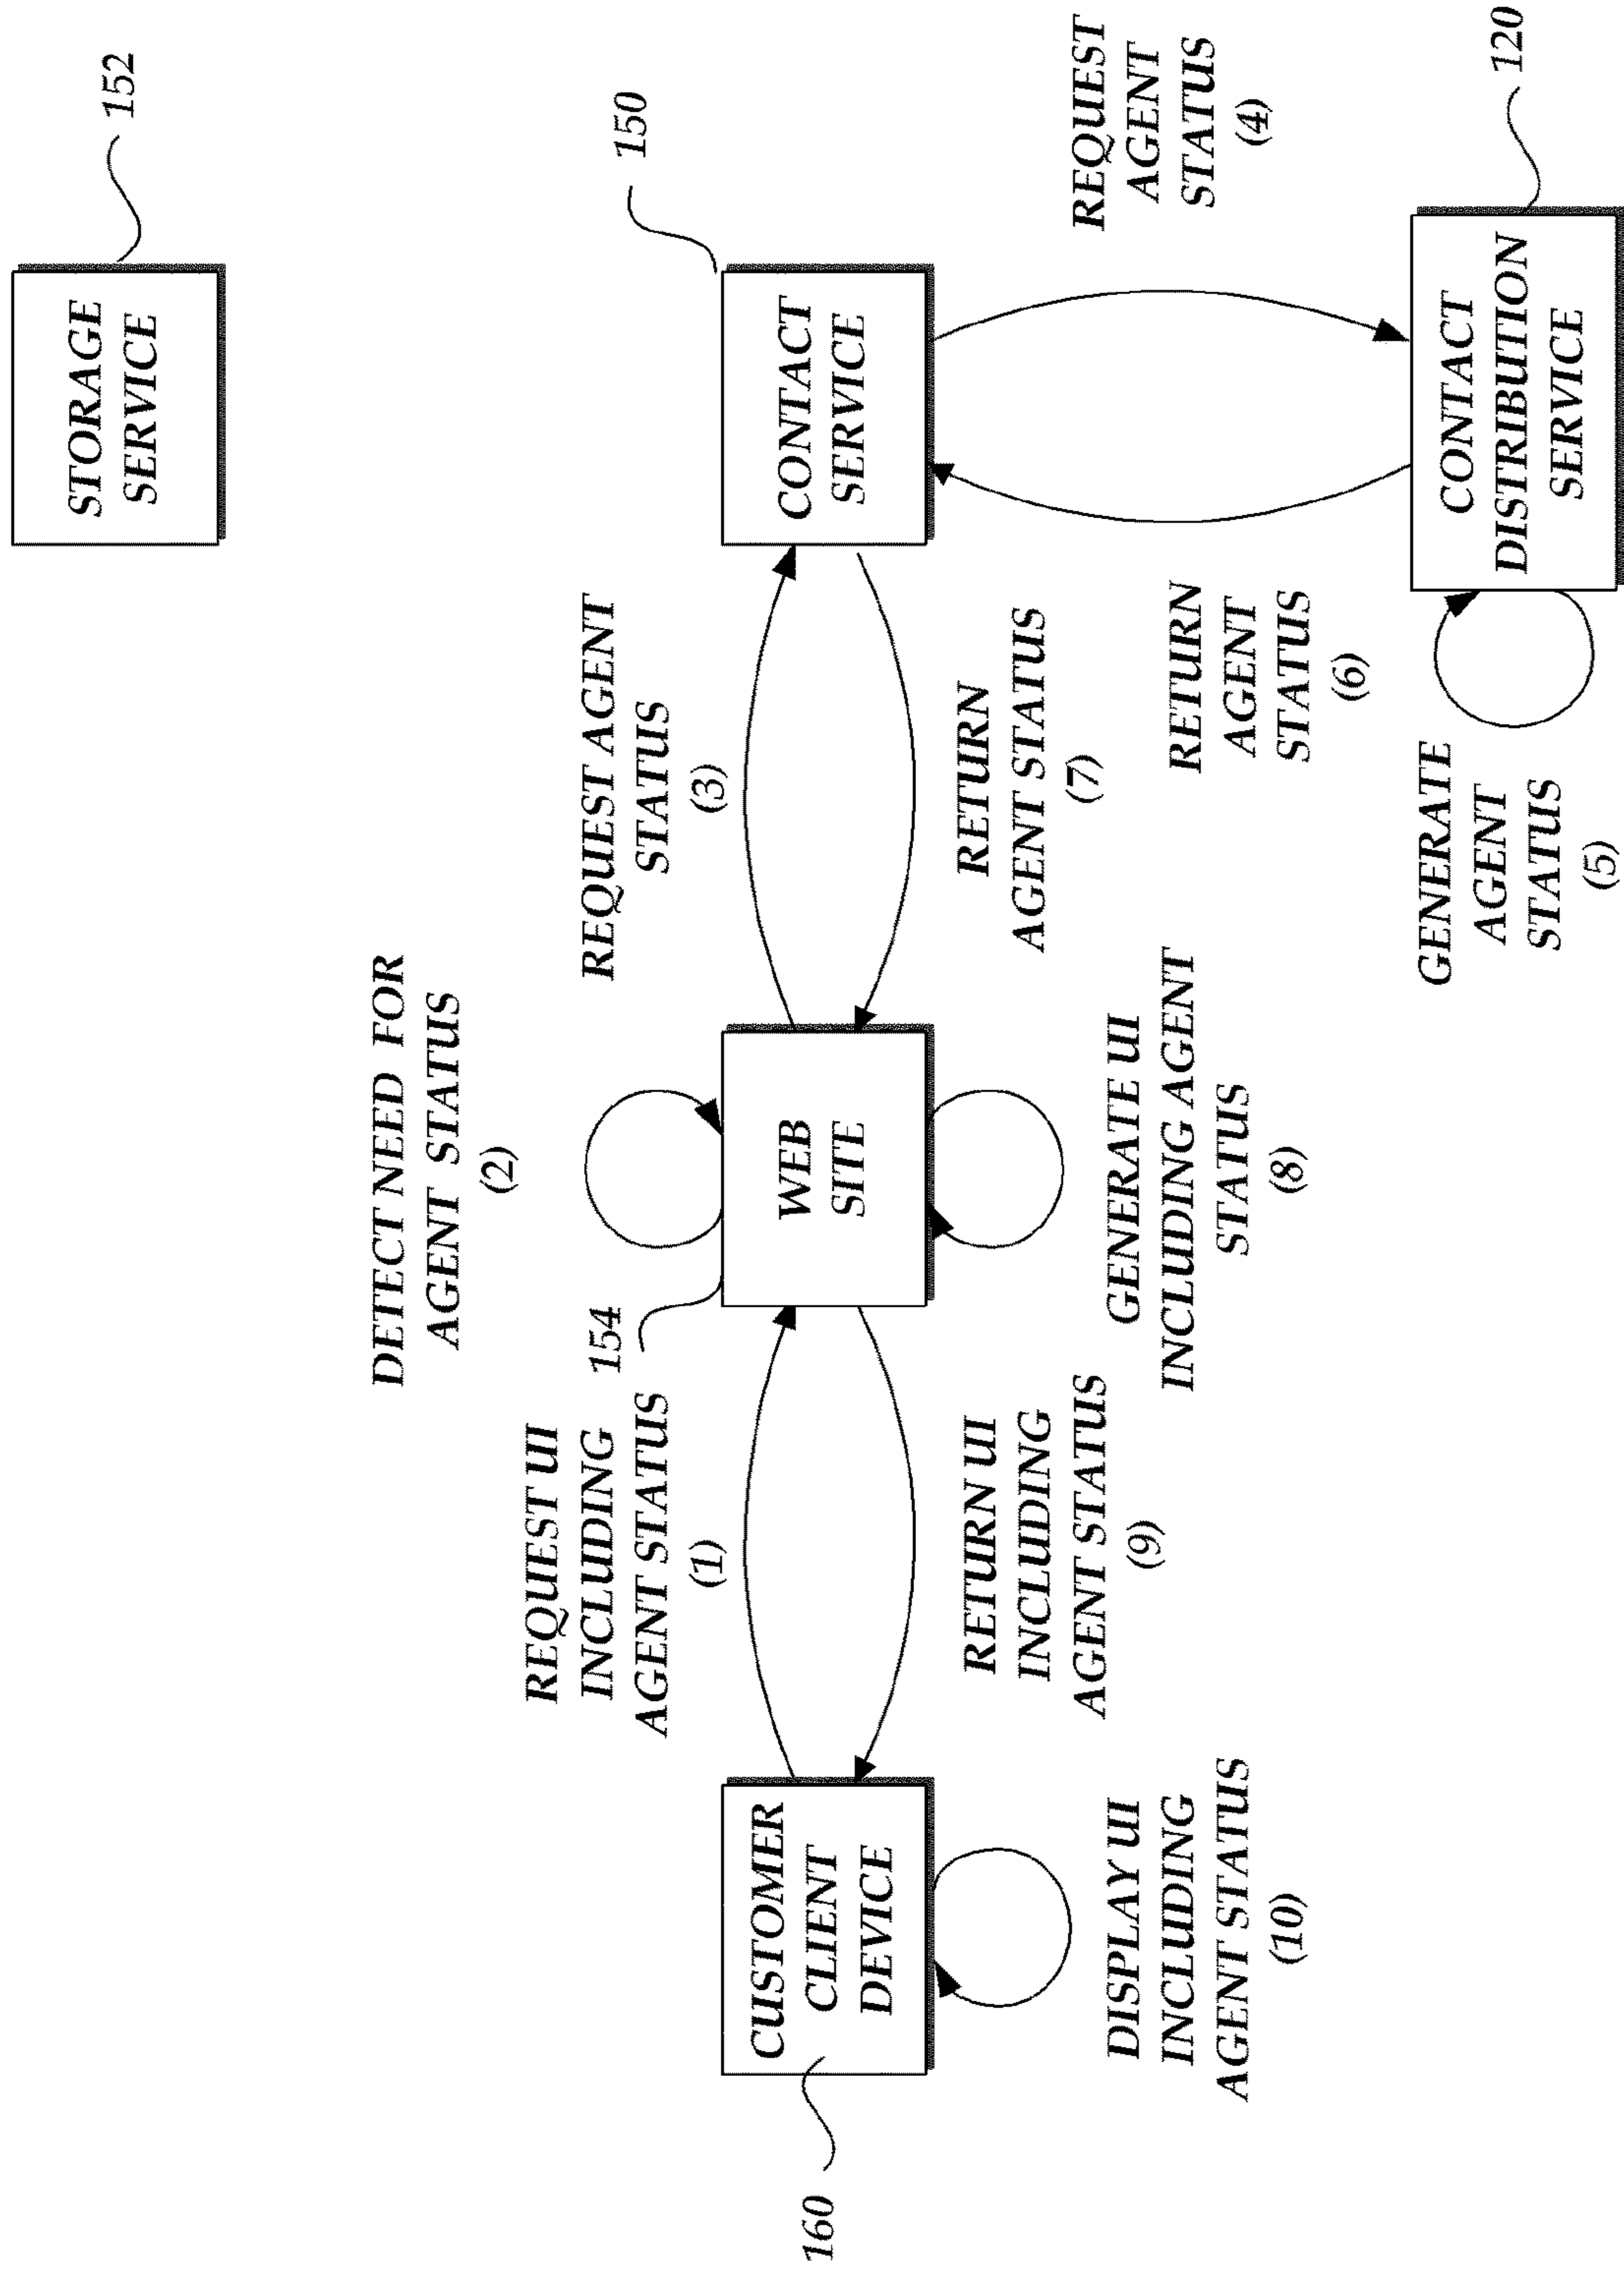 STORAGE
SERVICE
152
DETECT NEED FOR
AGENT STATUS
(2)
REQUEST UI
INCLUDING
AGENT STATUS
(1)
154
REQUEST AGENT
STATUS
(3)
150
160
CUSTOMER
CLIENT
DEVICE
WEB
SITE
CONTACT
SERVICE
RETURN UI
INCLUDING
AGENT STATUS
(9)
RETURN
AGENT STATUS
(7)
DISPLAY UI
INCLUDING
AGENT STATUS
(10)
GENERATE UI
INCLUDING AGENT
STATUS
(8)
RETURN
AGENT
STATUS
(6)
REQUEST
AGENT
STATUS
(4)
GENERATE
AGENT
STATUS
(5)
CONTACT
DISTRIBUTION
SERVICE
120